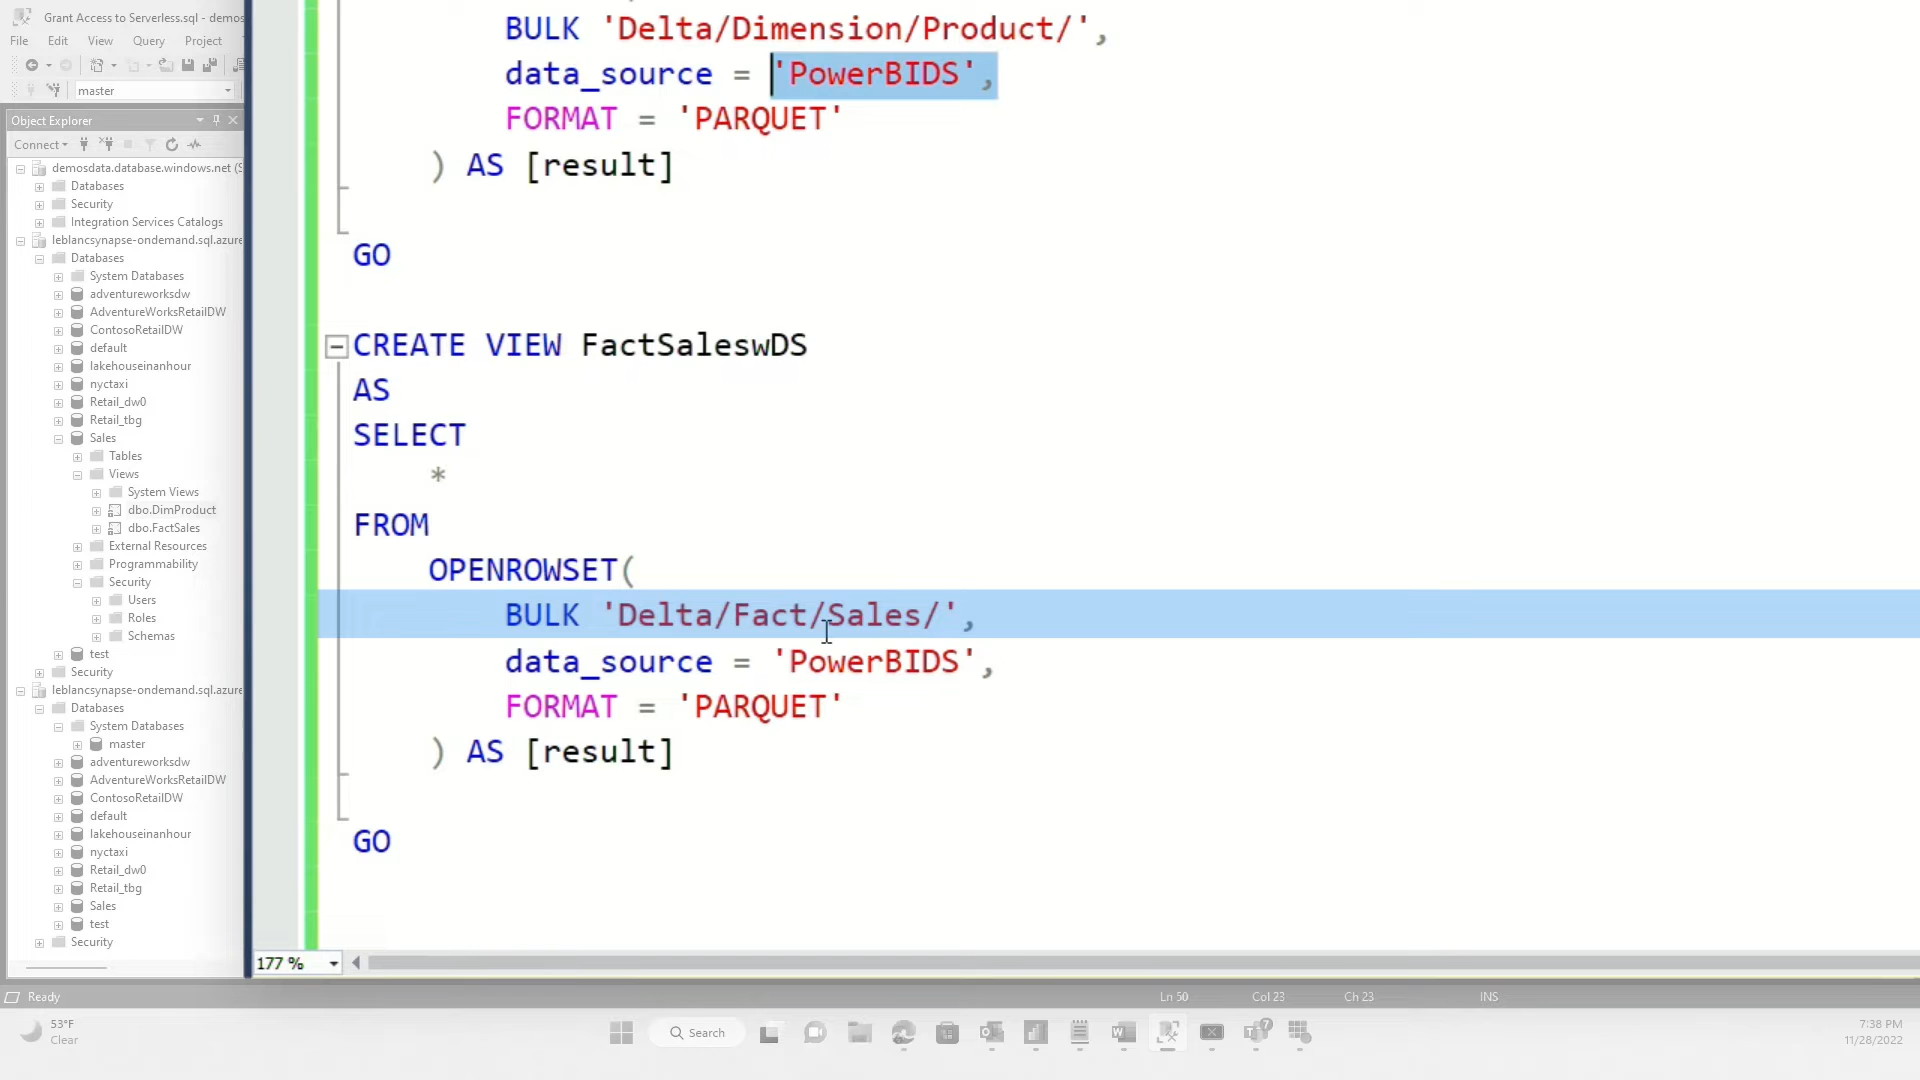 Grant Access to Serverless.sql - demos
File Edit View Query Project
master
Object Explorer
Connect
demosdata.database.windows.net (S
Databases
Security
Integration Services Catalogs
leblancsynapse-ondemand.sql.azure
Databases
System Databases
adventureworksdw
AdventureWorksRetailDW
ContosoRetailDW
default
lakehouseinanhour
nyctaxi
Retail_dw0
Retail_tbg
Sales
Tables
Views
System Views
dbo.DimProduct
dbo.FactSales
External Resources
Programmability
Security
Users
Roles
Schemas
test
Security
leblancsynapse-ondemand.sql.azure
Databases
System Databases
master
adventureworksdw
AdventureWorksRetailDW
ContosoRetailDW
default
lakehouseinanhour
nyctaxi
Retail_dw0
Retail_tbg
Sales
test
Security
BULK 'Delta/Dimension/Product/',
data_source = 'PowerBIDS',
FORMAT = 'PARQUET'
) AS [result]
GO
CREATE VIEW FactSaleswDS
AS
SELECT
*
FROM
OPENROWSET(
BULK 'Delta/Fact/Sales/',
data_source = 'PowerBIDS',
FORMAT = 'PARQUET'
) AS [result]
GO
177 %
Ready
Ln 50 Col 23 Ch 23 INS
53°F
Clear
Search
7
7:38 PM
11/28/2022